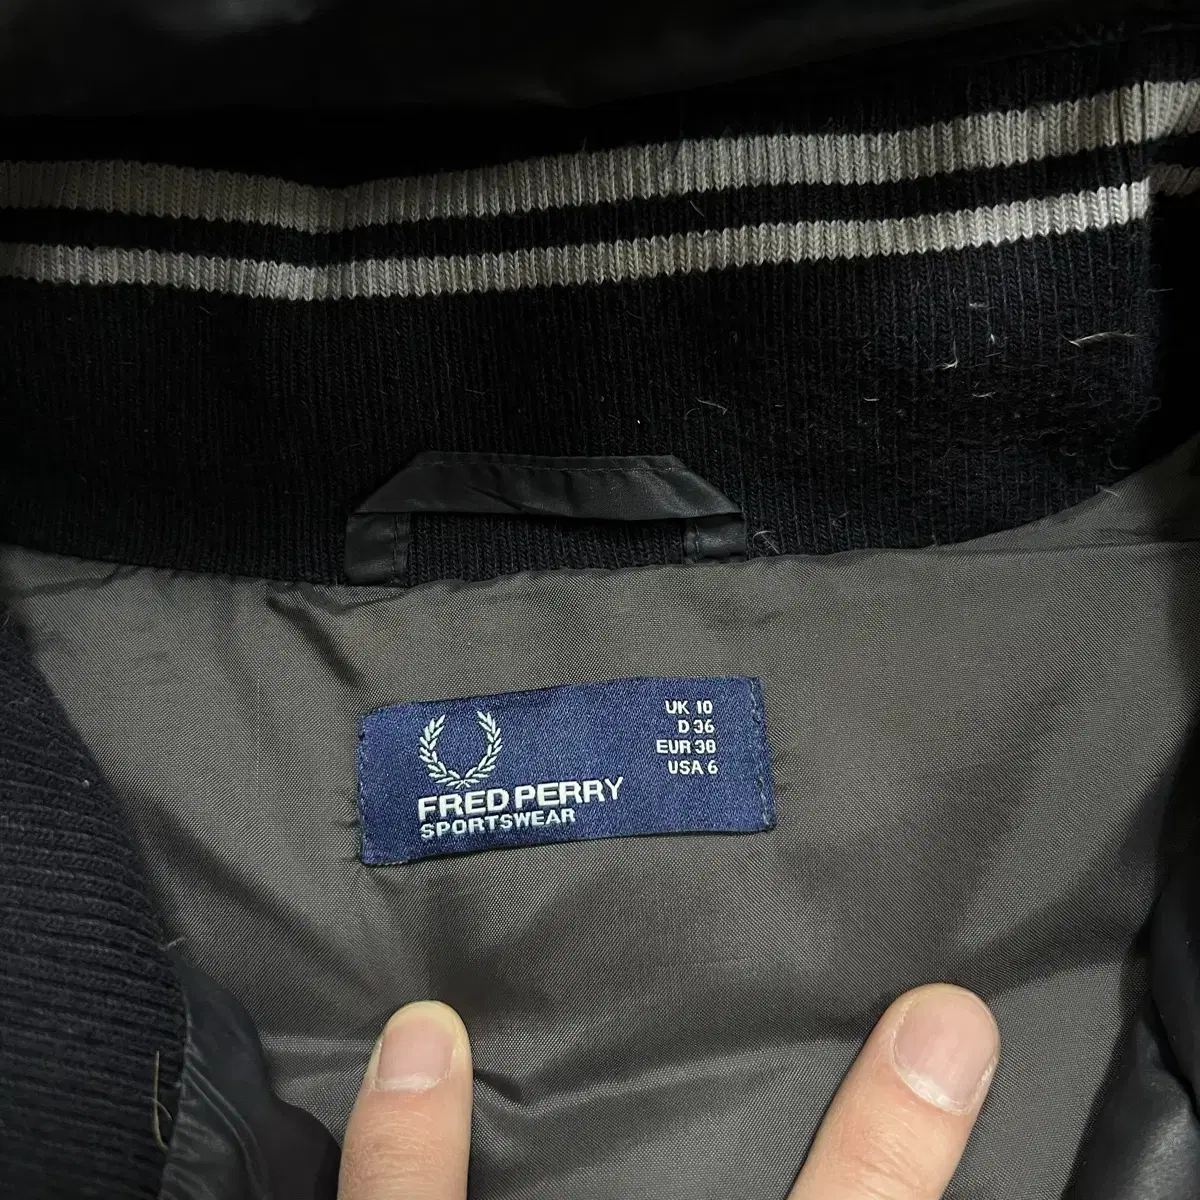 FRED PERRY
SPORTSWEAR
UK 10
D 36
EUR 38
USA 6